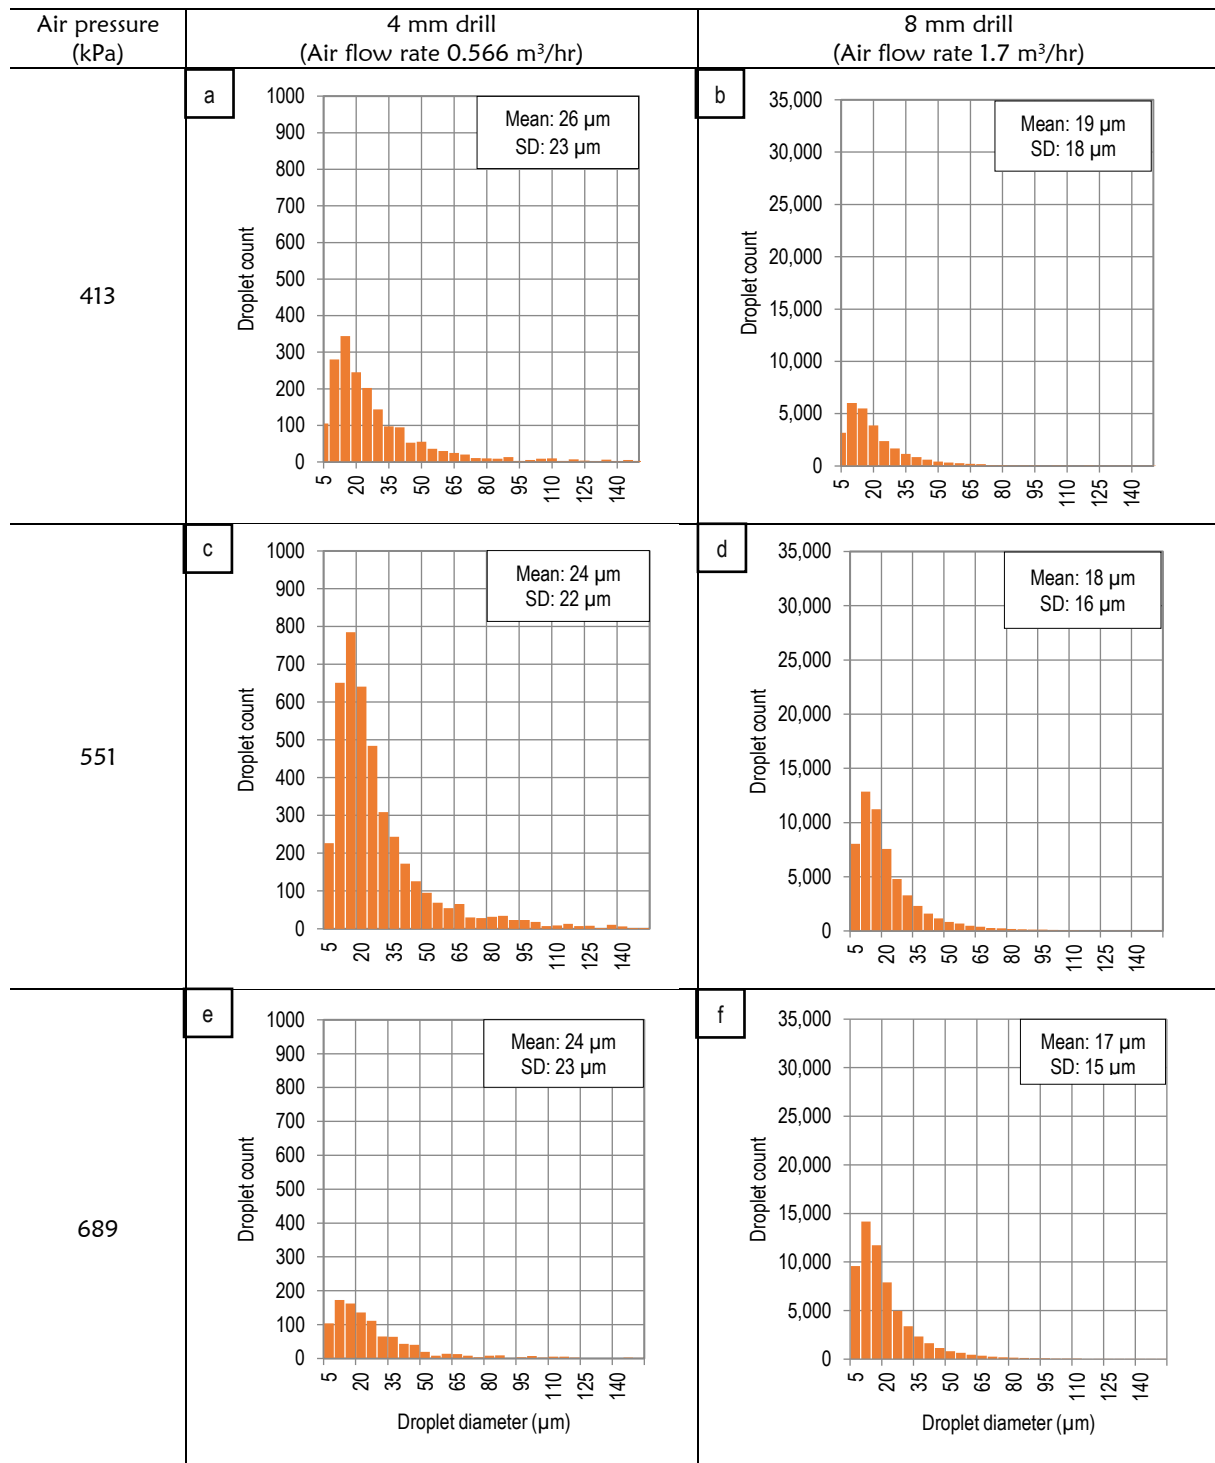 Air pressure
(kPa)
4 mm drill
(Air flow rate 0.566 m³/hr)
8 mm drill
(Air flow rate 1.7 m³/hr)
413
a
1000
900
800
700
600
500
400
300
200
100
0
Droplet count
Mean: 26 µm
SD: 23 µm
5 20 35 50 65 80 95 110 125 140
b
35,000
30,000
25,000
20,000
15,000
10,000
5,000
0
Droplet count
Mean: 19 µm
SD: 18 µm
5 20 35 50 65 80 95 110 125 140
551
c
1000
900
800
700
600
500
400
300
200
100
0
Droplet count
Mean: 24 µm
SD: 22 µm
5 20 35 50 65 80 95 110 125 140
d
35,000
30,000
25,000
20,000
15,000
10,000
5,000
0
Droplet count
Mean: 18 µm
SD: 16 µm
5 20 35 50 65 80 95 110 125 140
689
e
1000
900
800
700
600
500
400
300
200
100
0
Droplet count
Mean: 24 µm
SD: 23 µm
5 20 35 50 65 80 95 110 125 140
Droplet diameter (µm)
f
35,000
30,000
25,000
20,000
15,000
10,000
5,000
0
Droplet count
Mean: 17 µm
SD: 15 µm
5 20 35 50 65 80 95 110 125 140
Droplet diameter (µm)